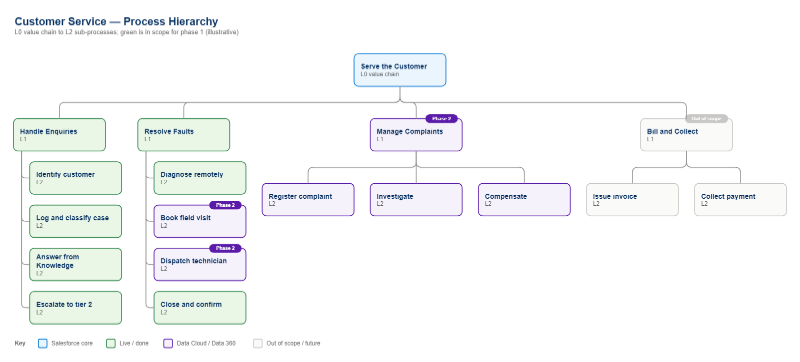 Customer Service — Process Hierarchy
L0 value chain to L2 sub-processes; green is in scope for phase 1 (illustrative)
Serve the Customer
L0 value chain
Handle Enquiries
L1
Resolve Faults
L1
Phase 2
Manage Complaints
L1
Out of scope
Bill and Collect
L1
Identify customer
L2
Log and classify case
L2
Answer from
Knowledge
L2
Escalate to tier 2
L2
Diagnose remotely
L2
Phase 2
Book field visit
L2
Phase 2
Dispatch technician
L2
Close and confirm
L2
Register complaint
L2
Investigate
L2
Compensate
L2
Issue invoice
L2
Collect payment
L2
Key
Salesforce core
Live / done
Data Cloud / Data 360
Out of scope / future